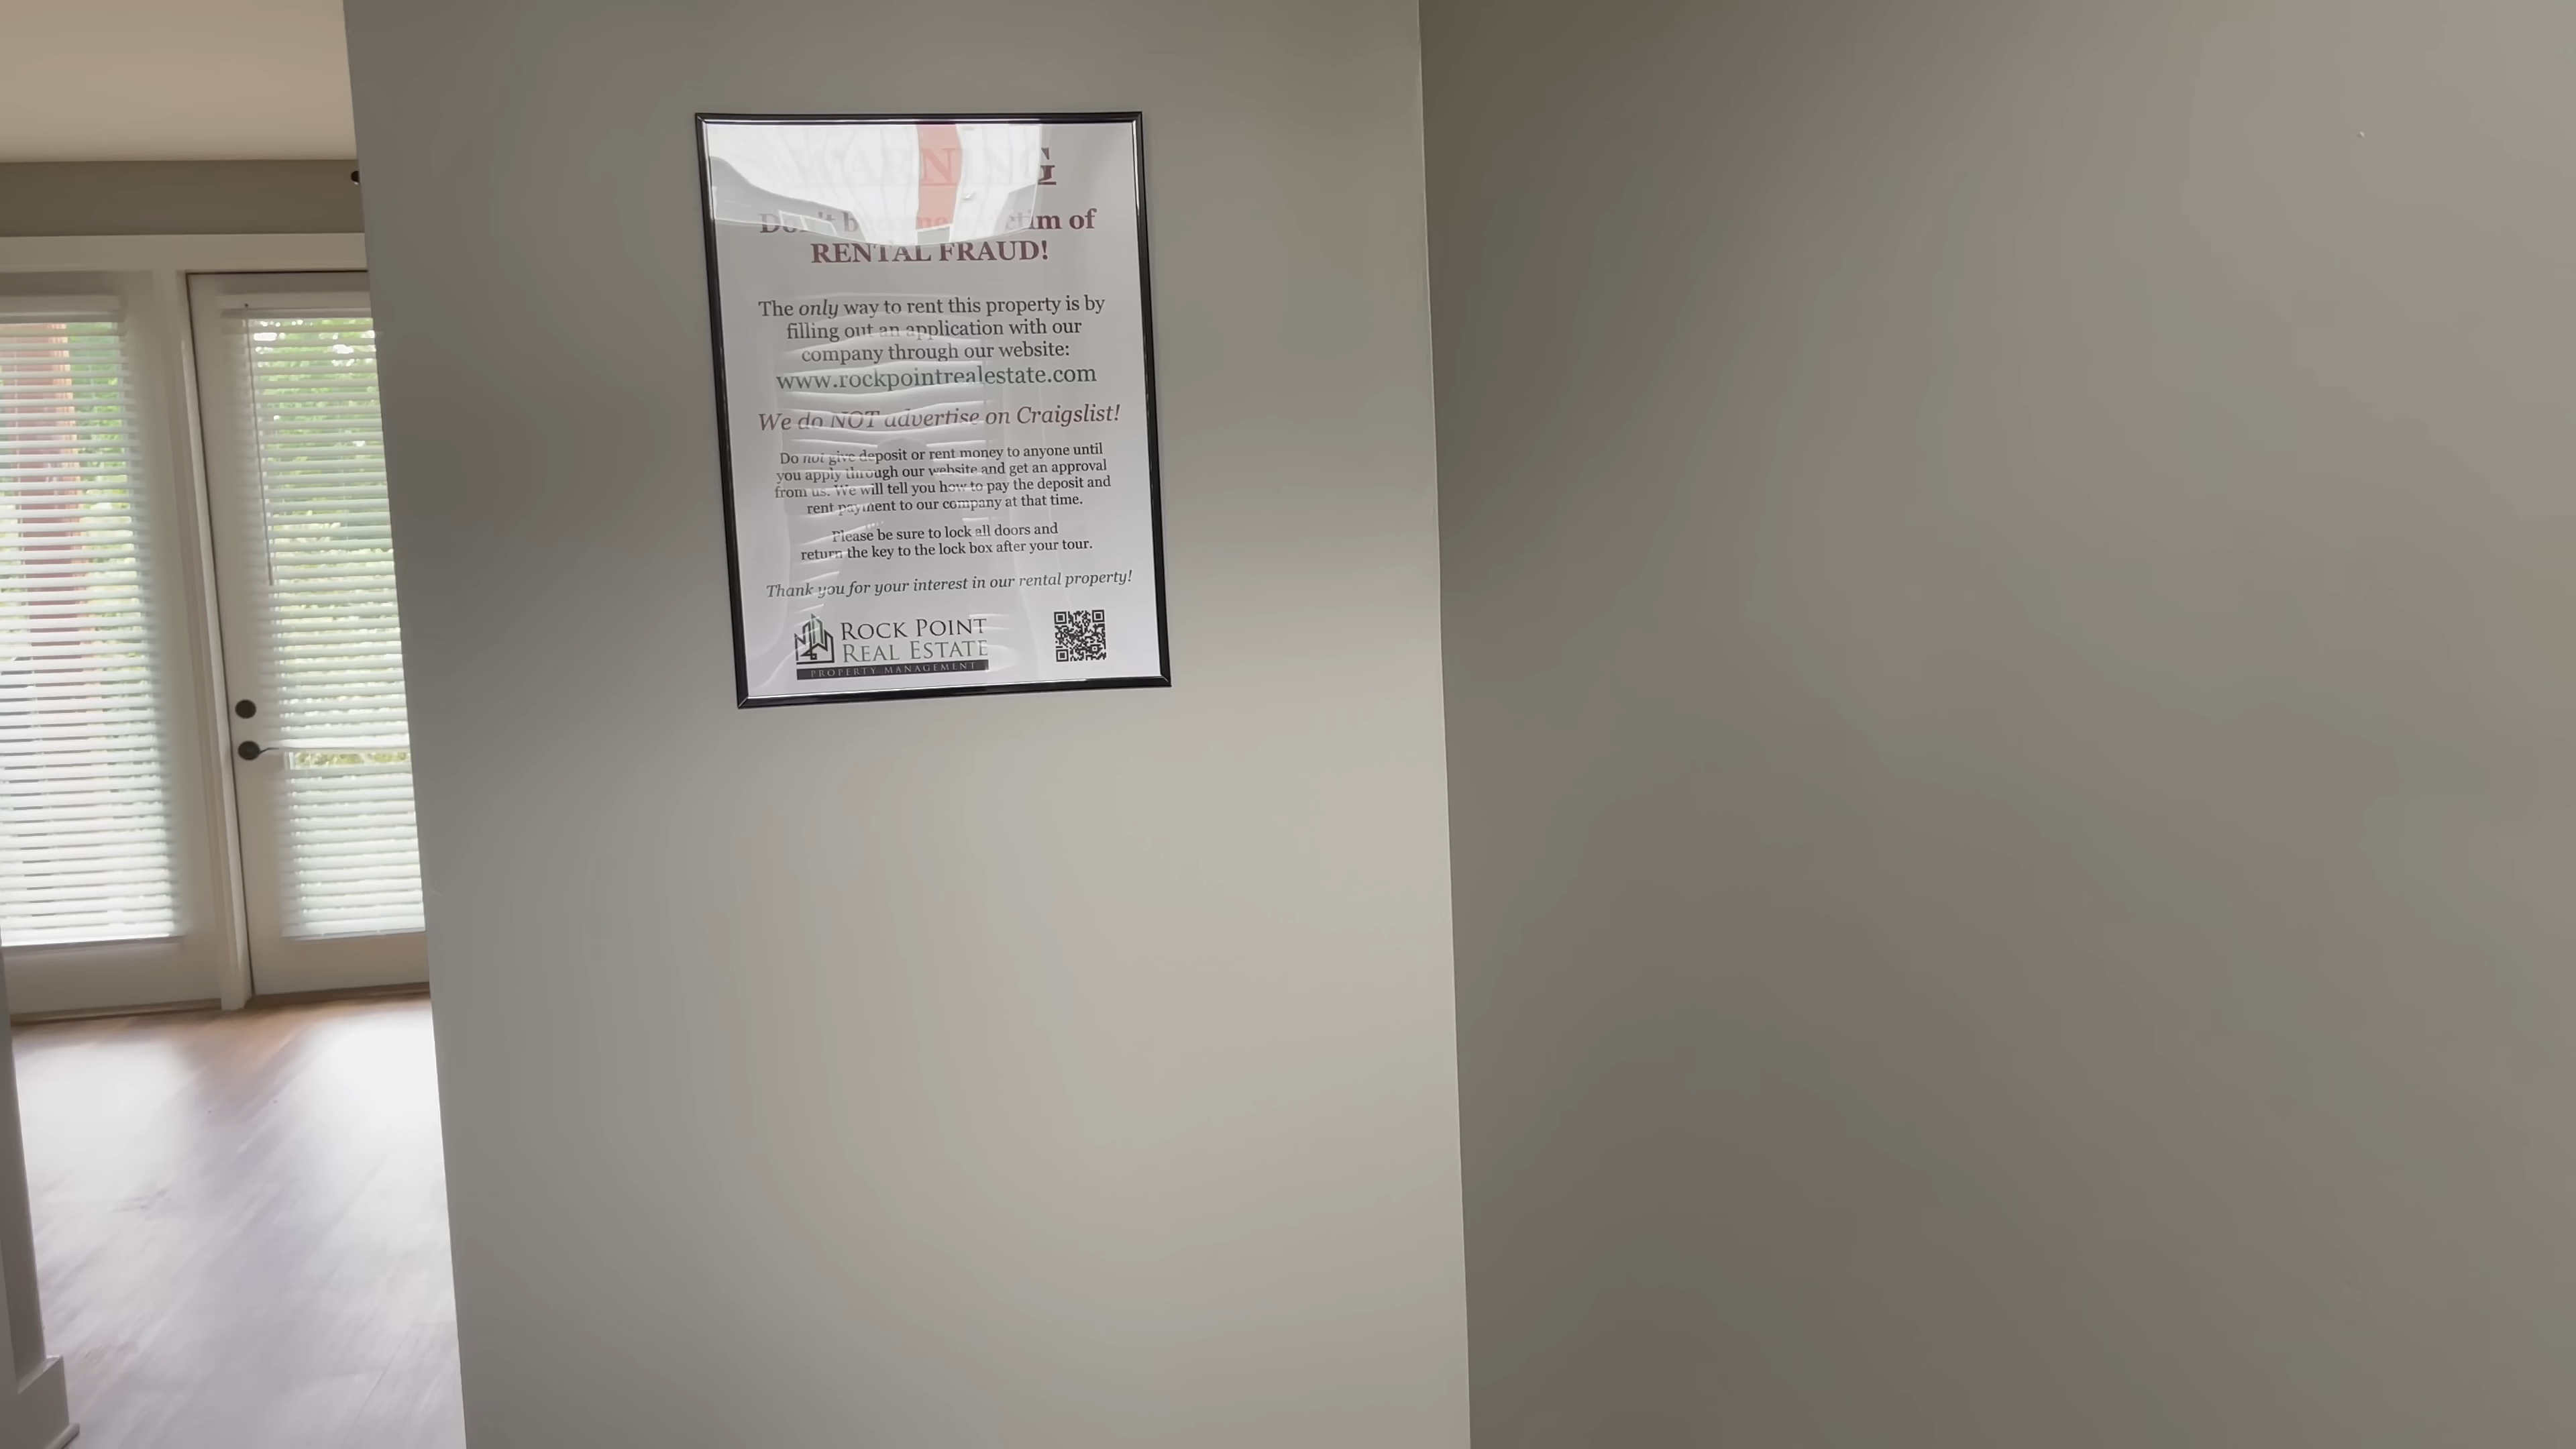 WARNING
Don't become a victim of
RENTAL FRAUD!
The only way to rent this property is by
filling out an application with our
company through our website:
www.rockpointrealestate.com
We do NOT advertise on Craigslist!
Do not give deposit or rent money to anyone until
you apply through our website and get an approval
from us. We will tell you how to pay the deposit and
rent payment to our company at that time.
Please be sure to lock all doors and
return the key to the lock box after your tour.
Thank you for your interest in our rental property!
ROCK POINT
REAL ESTATE
PROPERTY MANAGEMENT